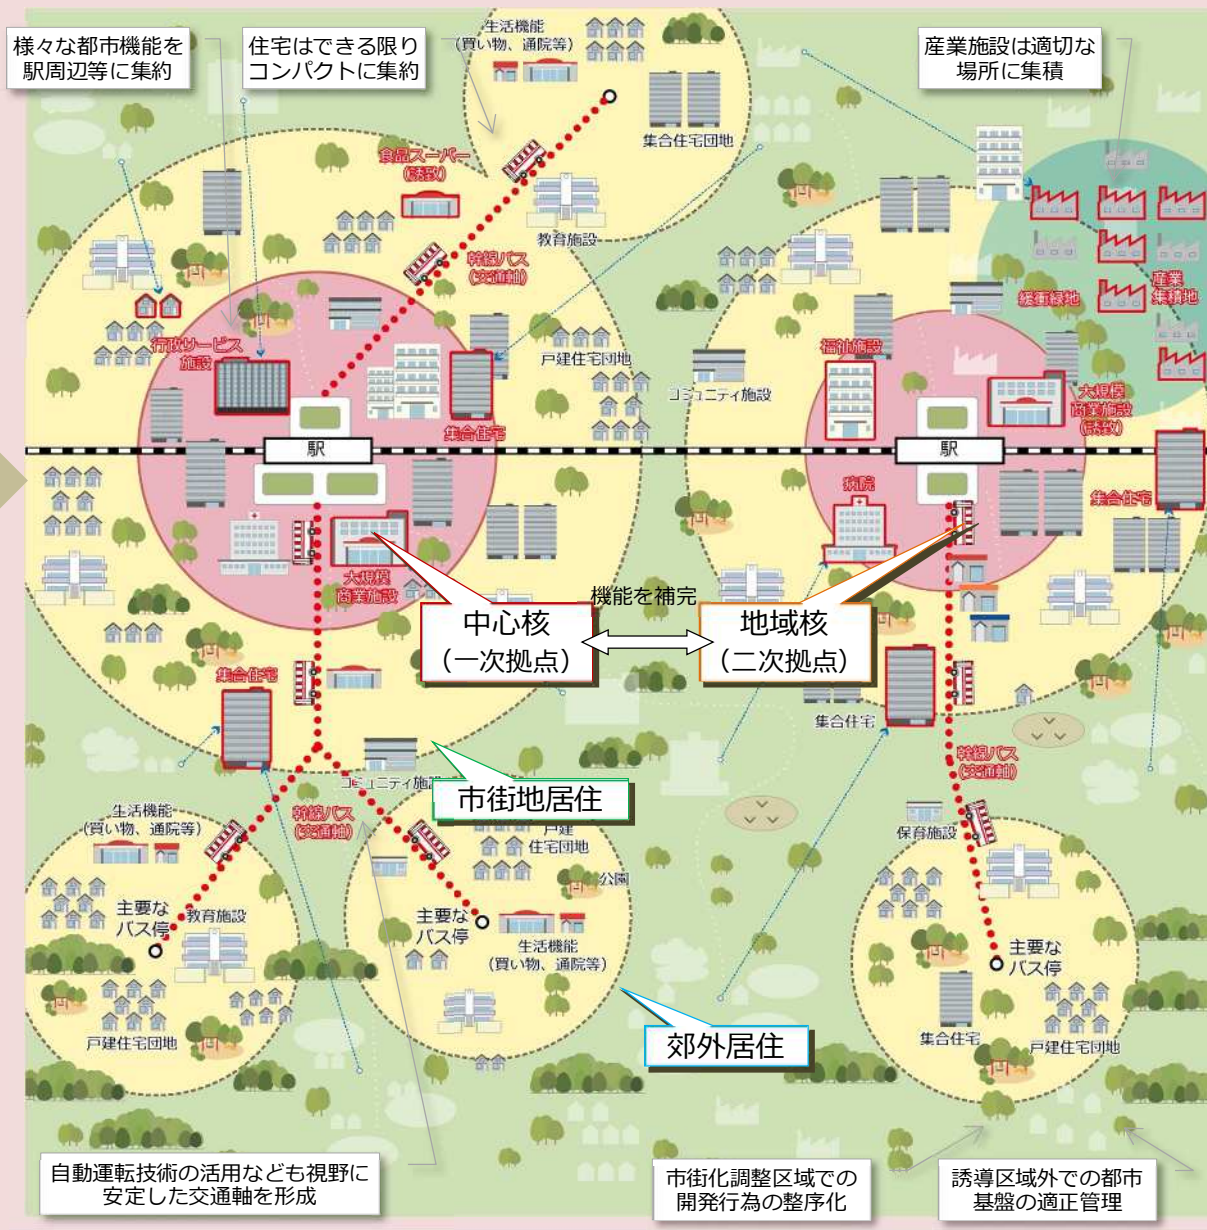 様々な都市機能を
駅周辺等に集約
住宅はできる限り
コンパクトに集約
生活機能
(買い物、通院等)
産業施設は適切な
場所に集積
集合住宅団地
食品スーパー
(誘致)
教育施設
幹線バス
(交通軸)
行政サービス
施設
戸建住宅団地
集合住宅
駅
大規模
商業施設
コミュニティ施設
福祉施設
緩衝緑地
産業
集積地
大規模
商業施設
(誘致)
駅
病院
集合住宅
機能を補完
中心核
(一次拠点)
地域核
(二次拠点)
集合住宅
集合住宅
コミュニティ施設
市街地居住
幹線バス
(交通軸)
生活機能
(買い物、通院等)
幹線バス
(交通軸)
戸建
住宅団地
保育施設
公園
主要な
バス停
教育施設
主要な
バス停
生活機能
(買い物、通院等)
主要な
バス停
戸建住宅団地
郊外居住
集合住宅
戸建住宅団地
自動運転技術の活用なども視野に
安定した交通軸を形成
市街化調整区域での
開発行為の整序化
誘導区域外での都市
基盤の適正管理